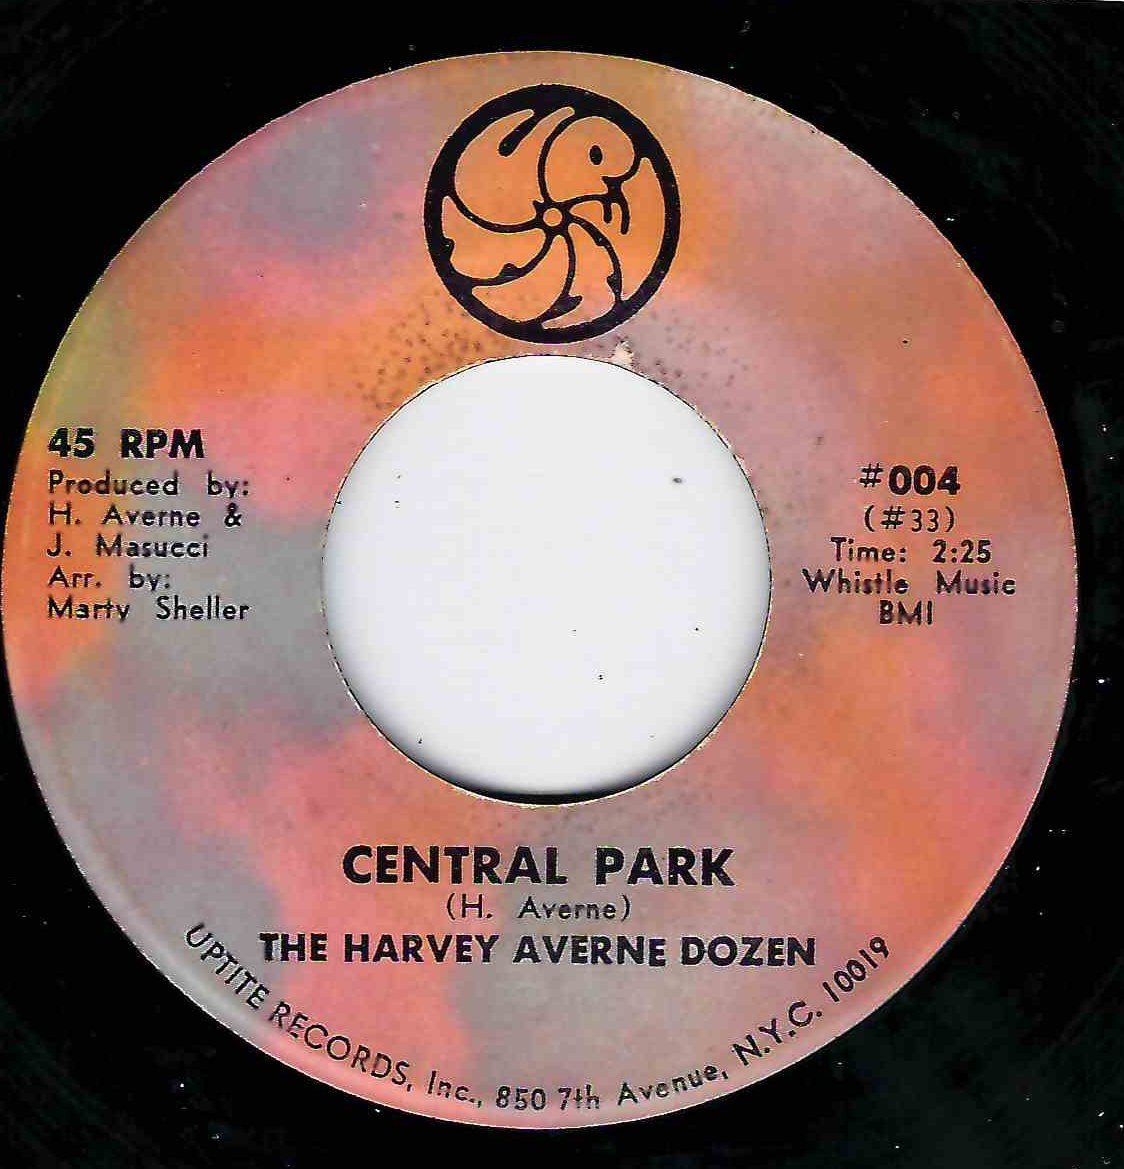 45 RPM
Produced by:
H. Averne &
J. Masucci
Arr. by:
Marty Sheller
#004
(#33)
Time: 2:25
Whistle Music
BMI
CENTRAL PARK
(H. Averne)
THE HARVEY AVERNE DOZEN
UPTITE RECORDS, Inc., 850 7th Avenue, N.Y.C. 10019